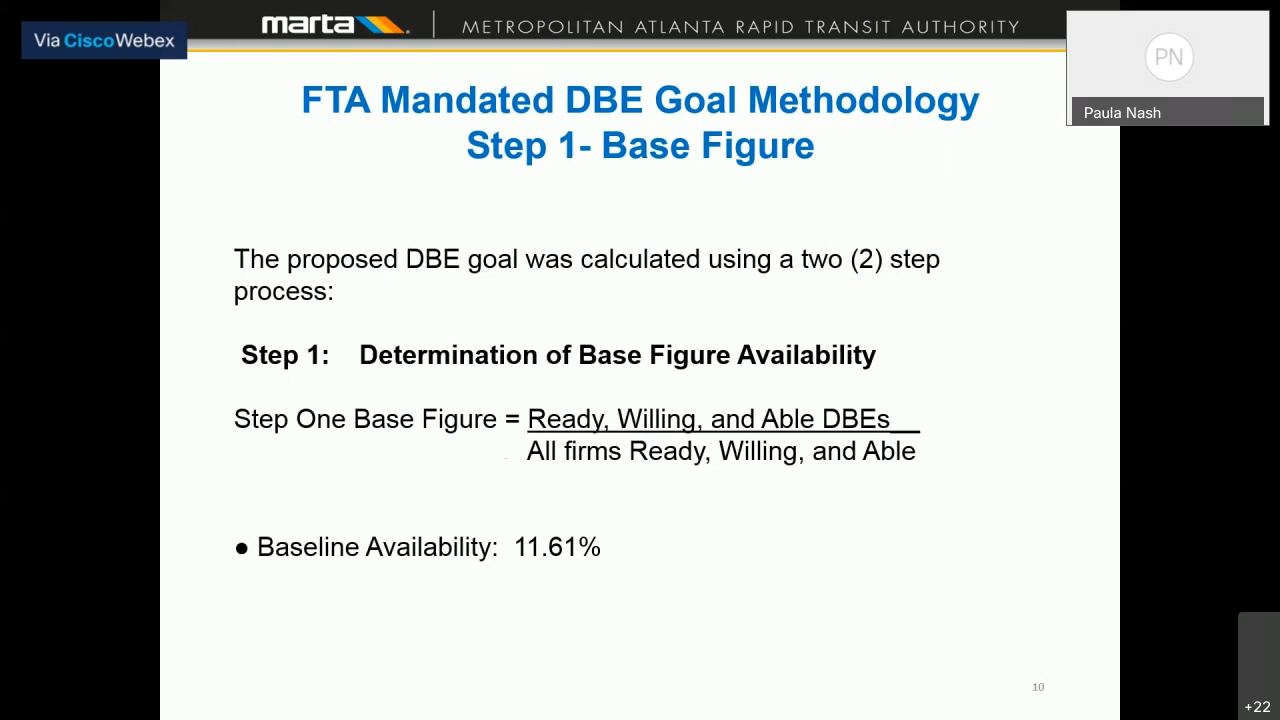 Via CiscoWebex
marta METROPOLITAN ATLANTA RAPID TRANSIT AUTHORITY
PN
Paula Nash
FTA Mandated DBE Goal Methodology
Step 1- Base Figure
The proposed DBE goal was calculated using a two (2) step
process:
Step 1: Determination of Base Figure Availability
Step One Base Figure = Ready, Willing, and Able DBEs__
All firms Ready, Willing, and Able
● Baseline Availability: 11.61%
10
+22